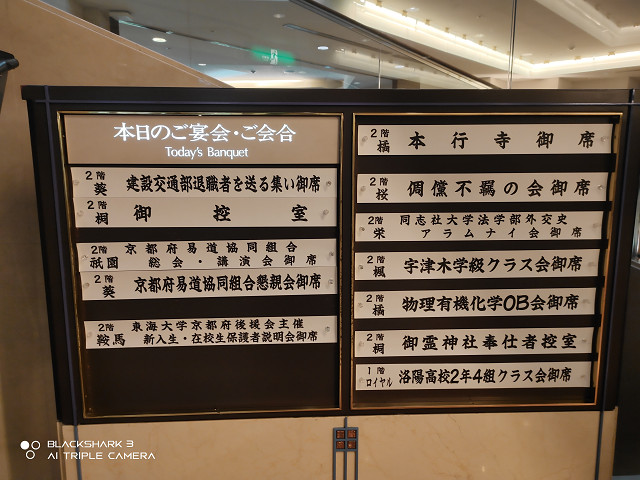 本日のご宴会・ご会合
Today's Banquet
2階 葵 建設交通部退職者を送る集い御席
2階 桐 御控室
2階 祇園 京都府易道協同組合
総会・講演会御席
2階 葵 京都府易道協同組合懇親会御席
2階 鞍馬 東海大学京都府後援会主催
新入生・在校生保護者説明会御席
2階 橘 本行寺御席
2階 桜 倜儻不羈の会御席
2階 栄 同志社大学法学部外交史
アラムナイ会御席
2階 楓 宇津木学級クラス会御席
2階 橘 物理有機化学OB会御席
2階 桐 御霊神社奉仕者控室
1階 ロイヤル 洛陽高校2年4組クラス会御席
BLACKSHARK 3
AI TRIPLE CAMERA